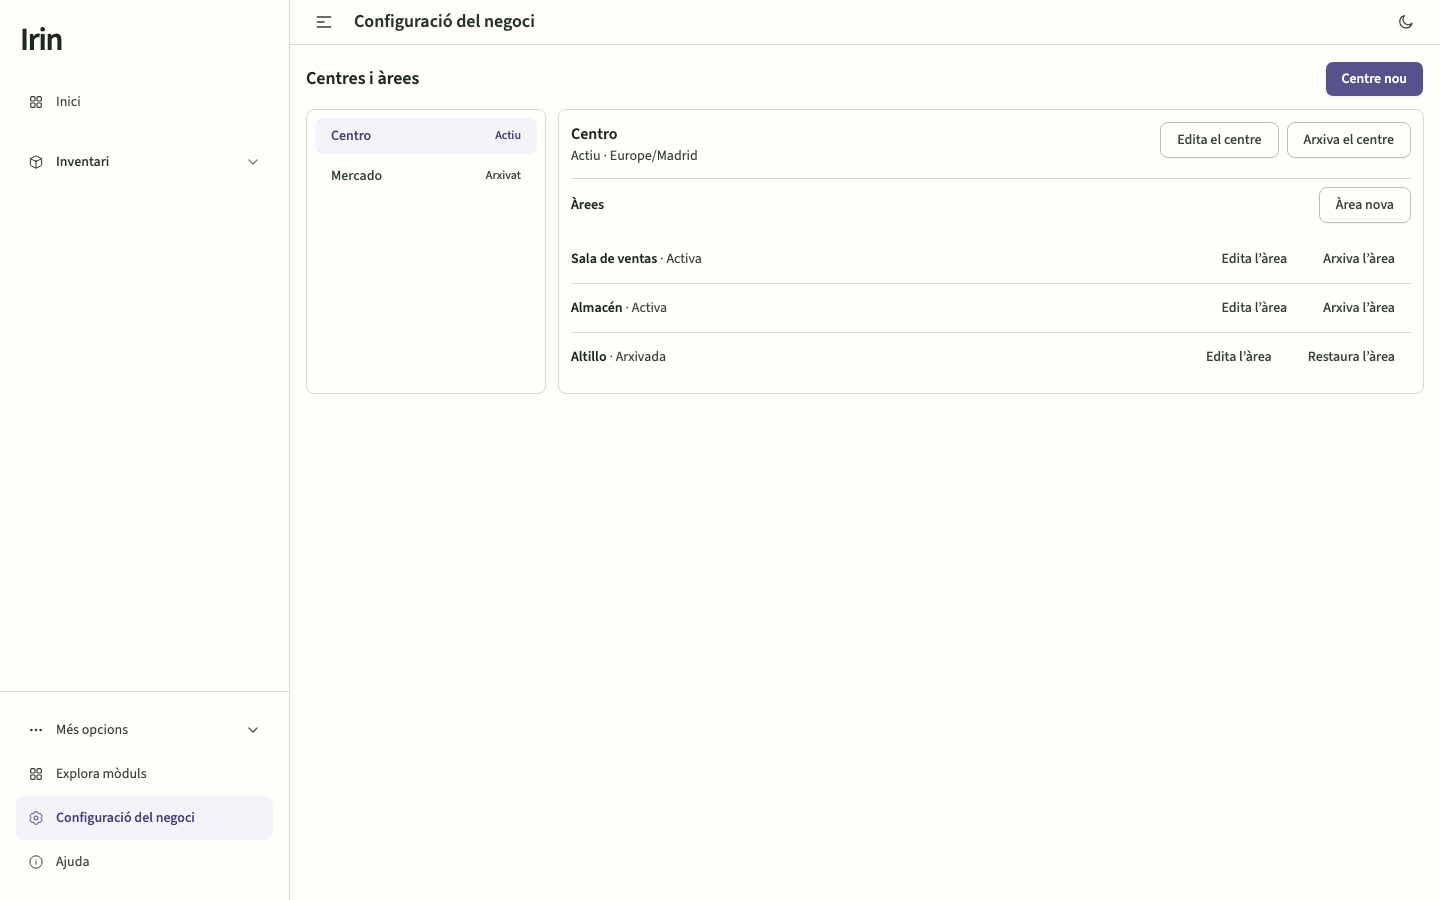 Irin
Inici
Inventari
Més opcions
Explora mòduls
Configuració del negoci
Ajuda
Configuració del negoci
Centres i àrees
Centre nou
Centro Actiu
Mercado Arxivat
Centro
Actiu · Europe/Madrid
Edita el centre Arxiva el centre
Àrees Àrea nova
Sala de ventas · Activa Edita l’àrea Arxiva l’àrea
Almacén · Activa Edita l’àrea Arxiva l’àrea
Altillo · Arxivada Edita l’àrea Restaura l’àrea